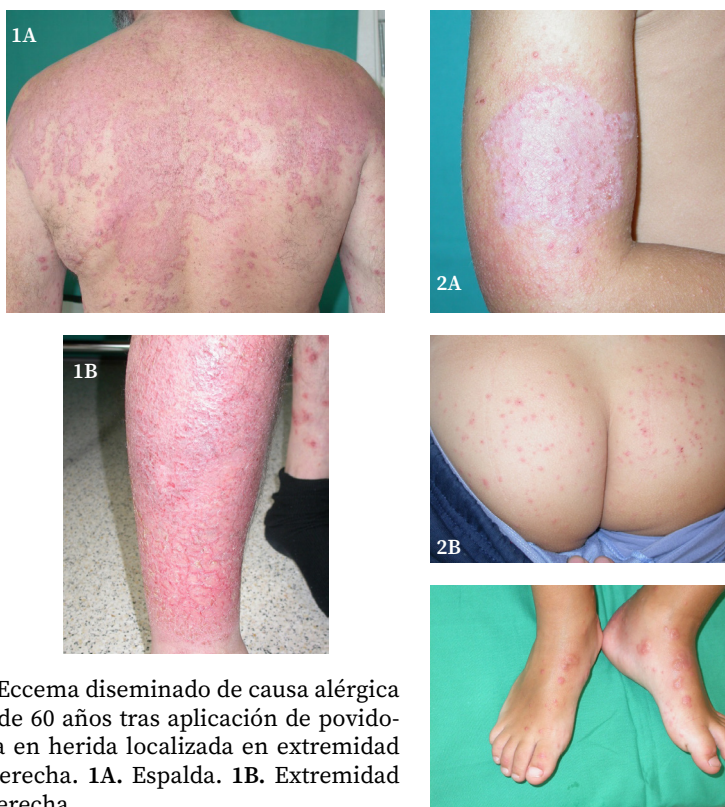 1A
2A
1B
2B
Eccema diseminado de causa alérgica
de 60 años tras aplicación de povido-
en herida localizada en extremidad
1A. Espalda. 1B. Extremidad